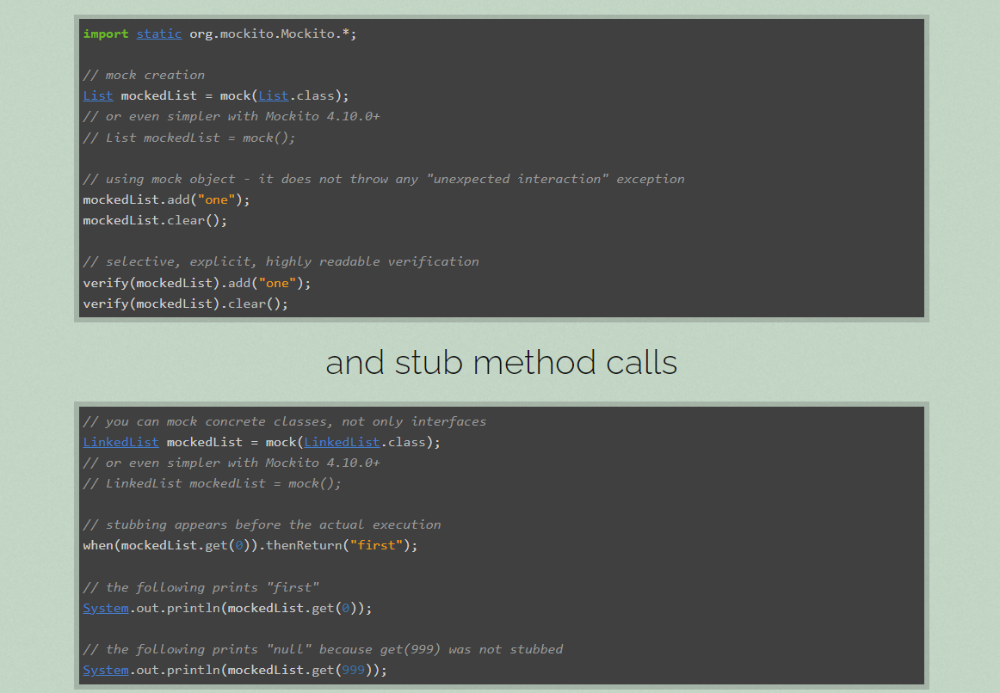 import static org.mockito.Mockito.*;
// mock creation
List mockedList = mock(List.class);
// or even simpler with Mockito 4.10.0+
// List mockedList = mock();
// using mock object - it does not throw any "unexpected interaction" exception
mockedList.add("one");
mockedList.clear();
// selective, explicit, highly readable verification
verify(mockedList).add("one");
verify(mockedList).clear();
and stub method calls
// you can mock concrete classes, not only interfaces
LinkedList mockedList = mock(LinkedList.class);
// or even simpler with Mockito 4.10.0+
// LinkedList mockedList = mock();
// stubbing appears before the actual execution
when(mockedList.get(0)).thenReturn("first");
// the following prints "first"
System.out.println(mockedList.get(0));
// the following prints "null" because get(999) was not stubbed
System.out.println(mockedList.get(999));